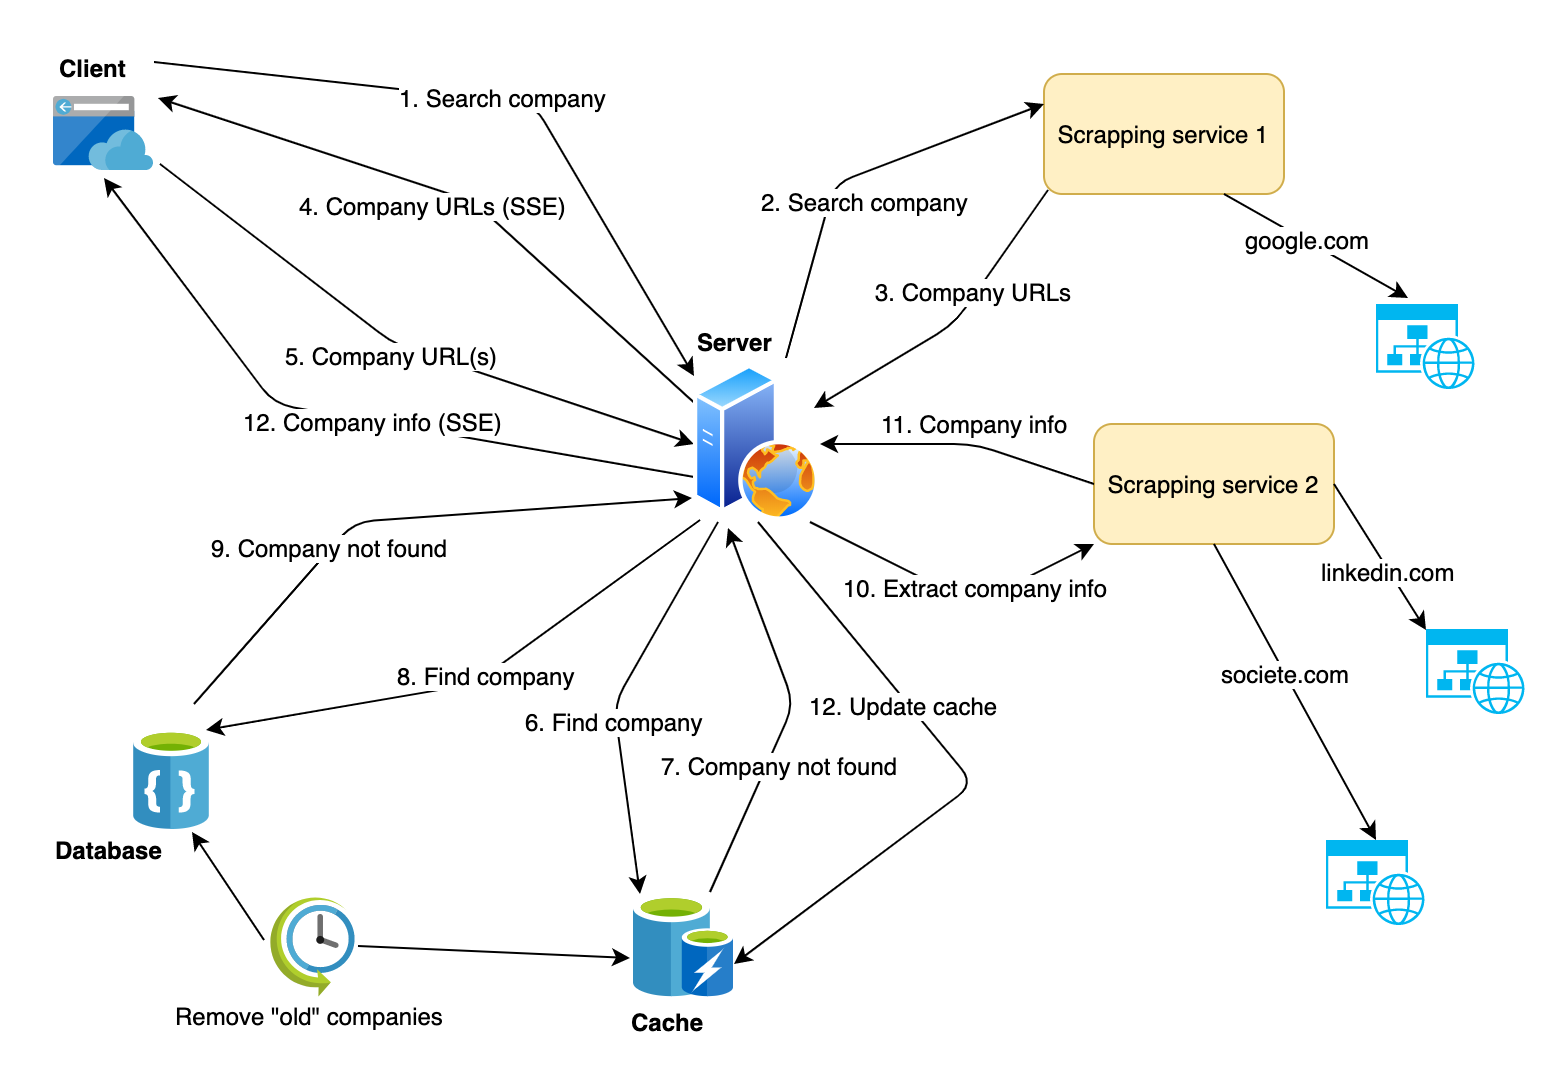 Client
1. Search company
Scrapping service 1
2. Search company
4. Company URLs (SSE)
google.com
3. Company URLs
Server
5. Company URL(s)
12. Company info (SSE)
11. Company info
Scrapping service 2
9. Company not found
linkedin.com
10. Extract company info
8. Find company
societe.com
12. Update cache
6. Find company
7. Company not found
Database
Remove "old" companies
Cache